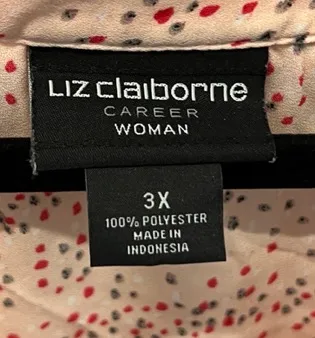 Liz claiborne
CAREER
WOMAN
3X
100% POLYESTER
MADE IN
INDONESIA